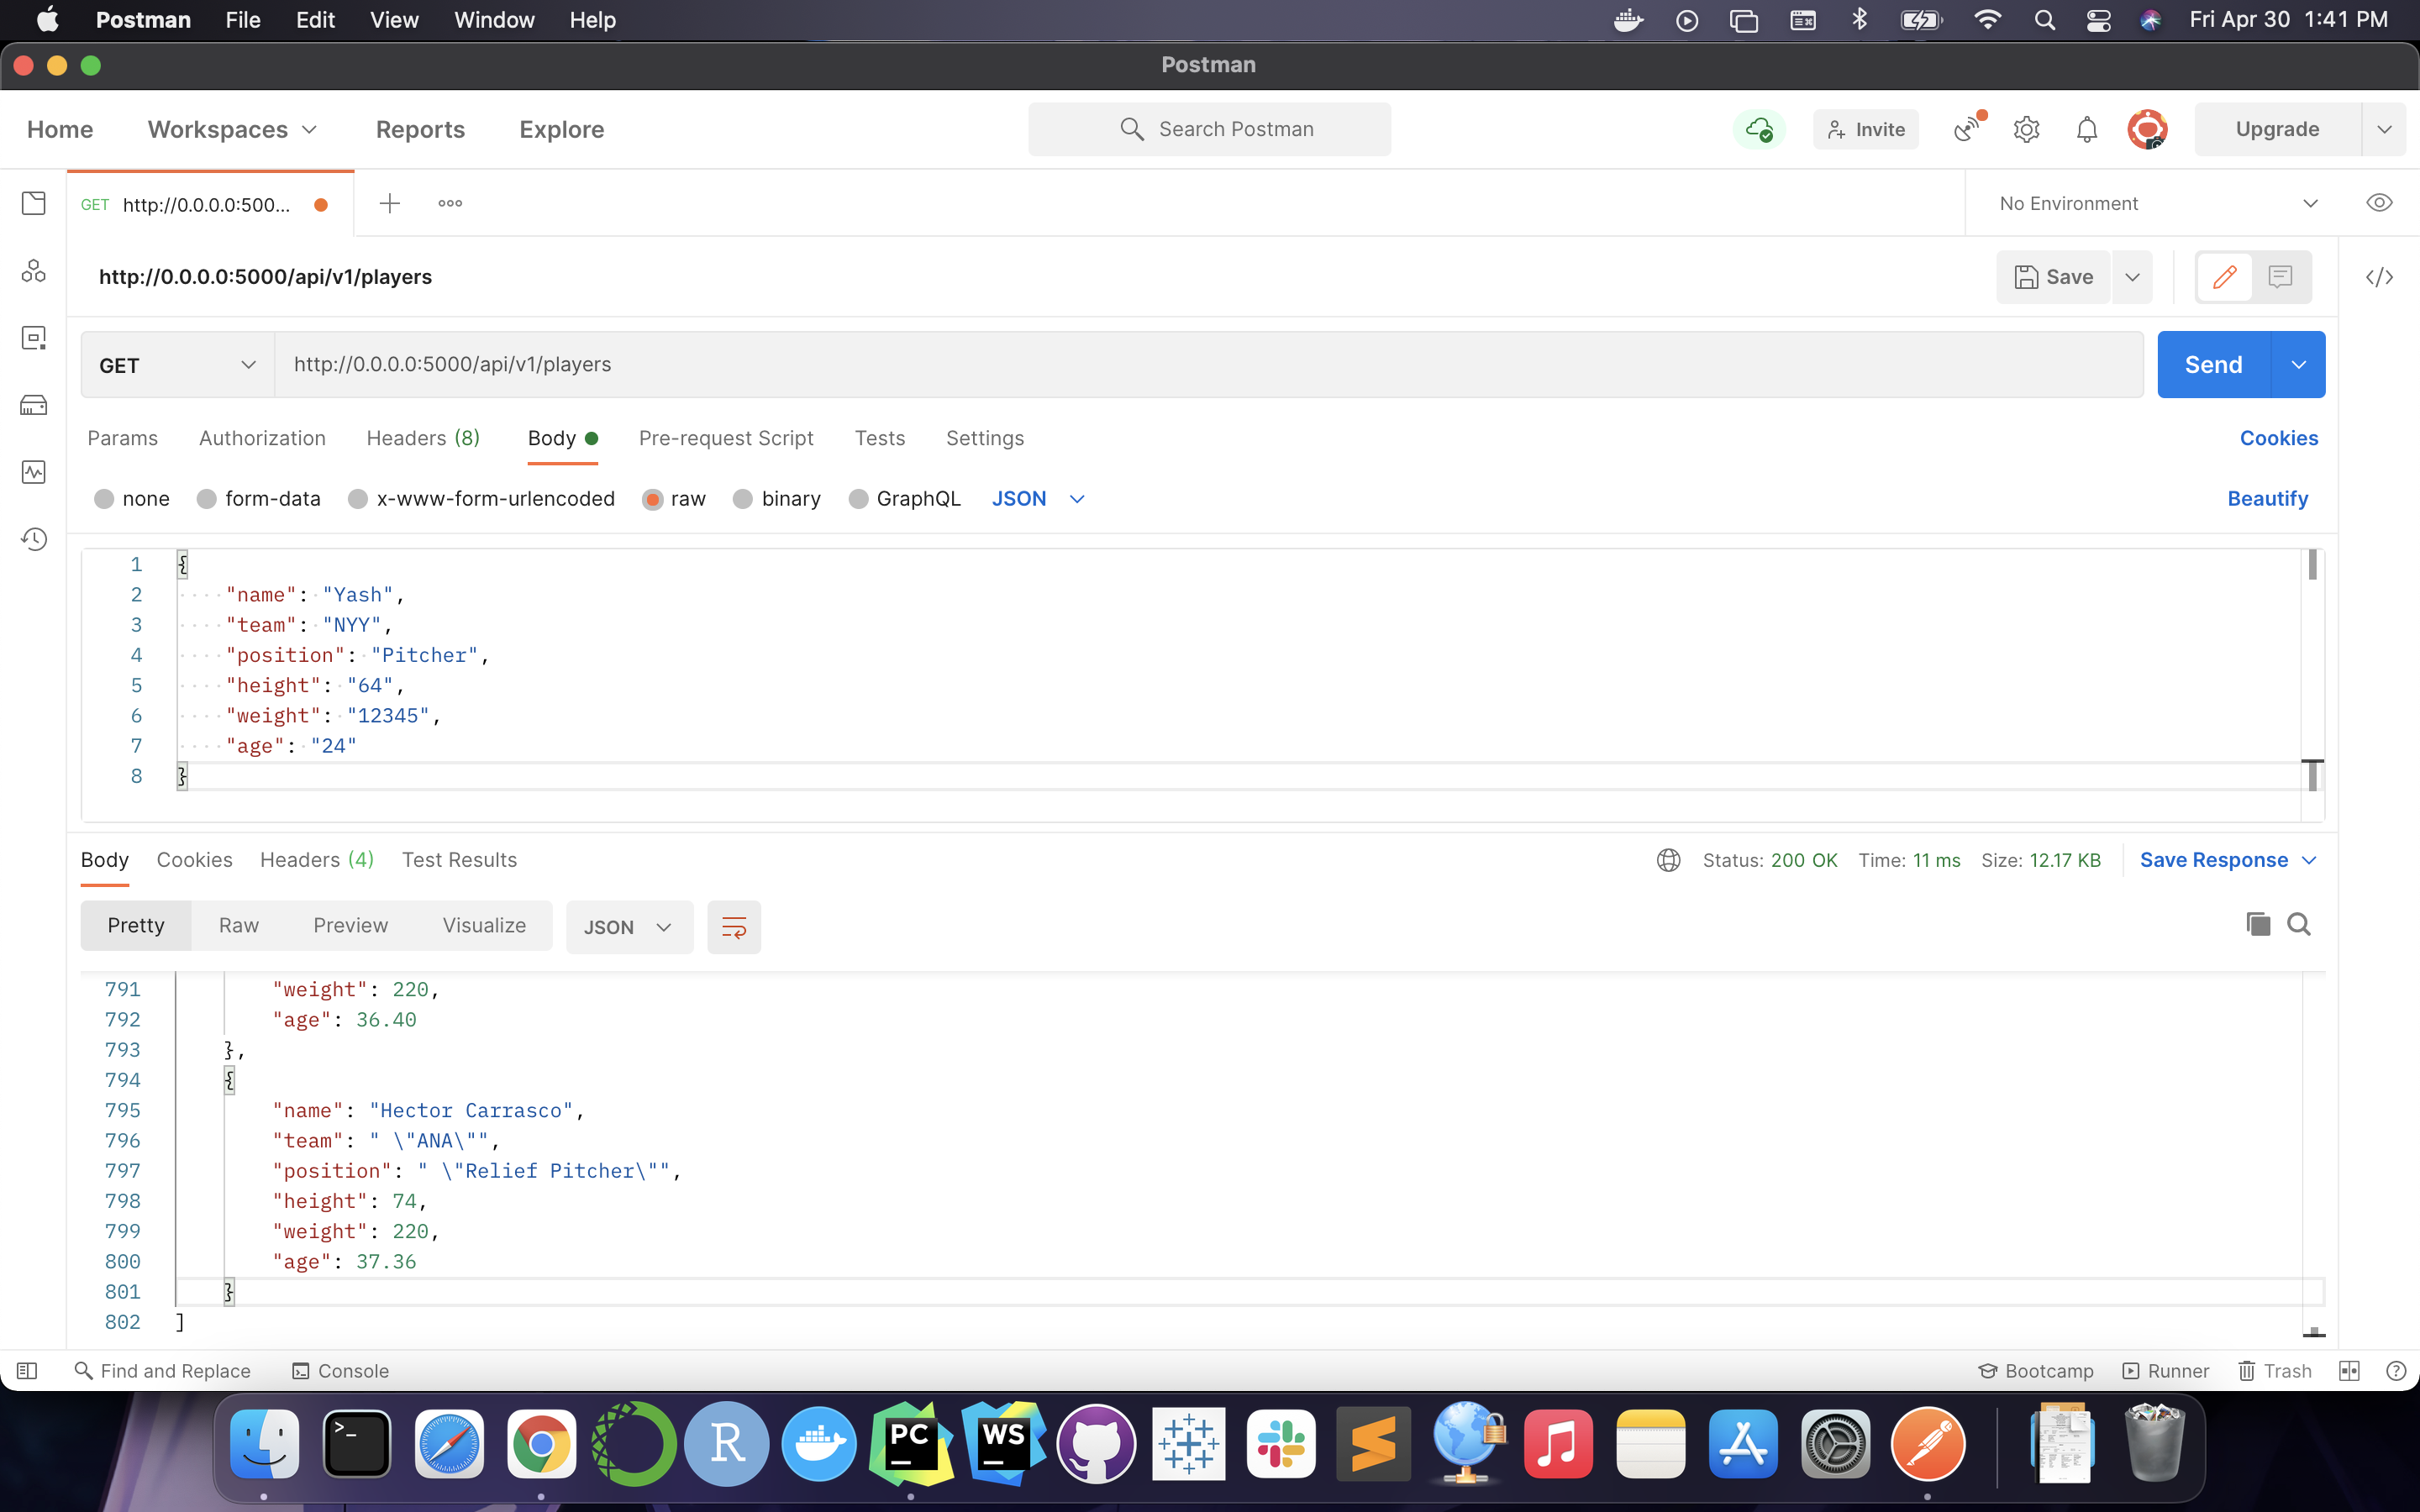 Postman File Edit View Window Help Fri Apr 30 1:41 PM
Postman
Home Workspaces Reports Explore Search Postman Invite Upgrade
GET http://0.0.0.0:500... No Environment
http://0.0.0.0:5000/api/v1/players Save
GET http://0.0.0.0:5000/api/v1/players Send
Params Authorization Headers (8) Body Pre-request Script Tests Settings Cookies
none form-data x-www-form-urlencoded raw binary GraphQL JSON Beautify
1 {
2 "name": "Yash",
3 "team": "NYY",
4 "position": "Pitcher",
5 "height": "64",
6 "weight": "12345",
7 "age": "24"
8 }
Body Cookies Headers (4) Test Results Status: 200 OK Time: 11 ms Size: 12.17 KB Save Response
Pretty Raw Preview Visualize JSON
791 "weight": 220,
792 "age": 36.40
793 },
794 {
795 "name": "Hector Carrasco",
796 "team": " \"ANA\"",
797 "position": " \"Relief Pitcher\"",
798 "height": 74,
799 "weight": 220,
800 "age": 37.36
801 }
802 ]
Find and Replace Console Bootcamp Runner Trash
>_ R PC WS